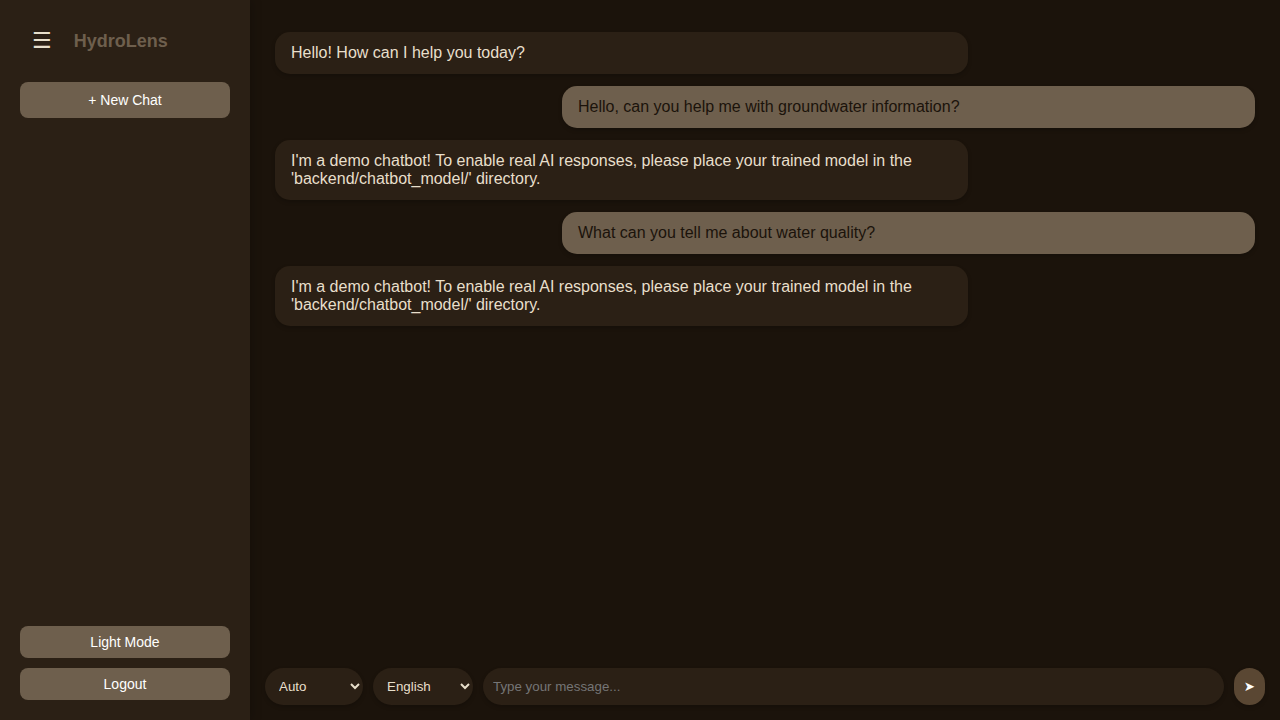 ☰ HydroLens
+ New Chat
Light Mode
Logout
Hello! How can I help you today?
Hello, can you help me with groundwater information?
I'm a demo chatbot! To enable real AI responses, please place your trained model in the
'backend/chatbot_model/' directory.
What can you tell me about water quality?
I'm a demo chatbot! To enable real AI responses, please place your trained model in the
'backend/chatbot_model/' directory.
Auto
English
Type your message...
➤